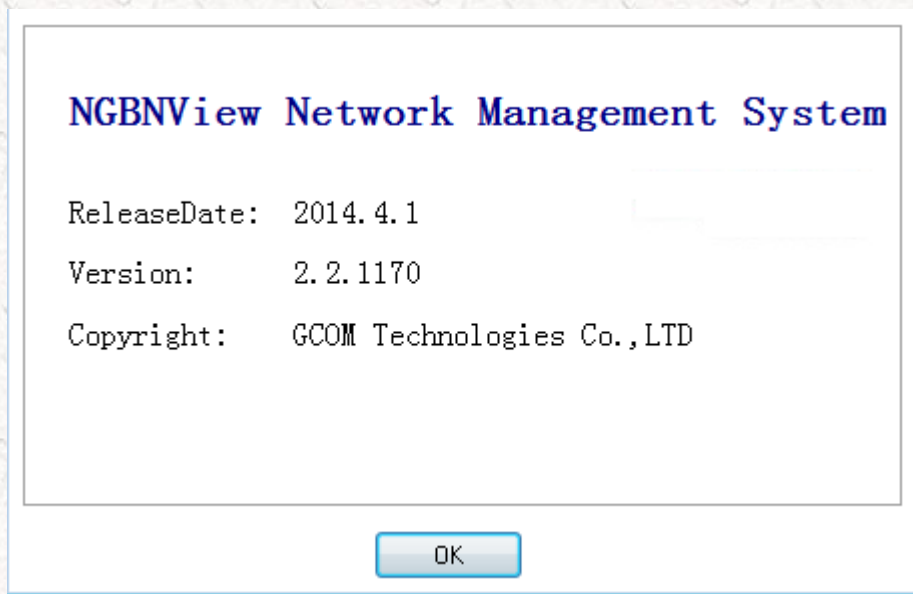 NGBNView Network Management System
ReleaseDate: 2014.4.1
Version: 2.2.1170
Copyright: GCOM Technologies Co.,LTD
OK